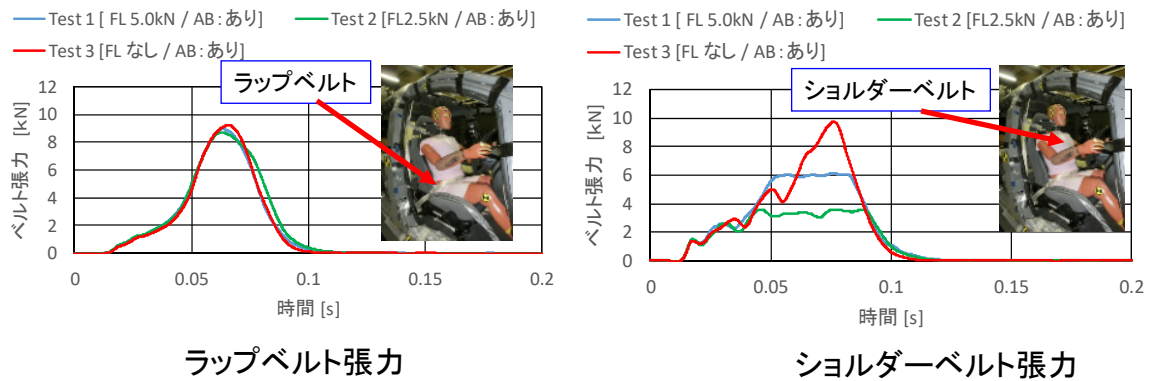 Test 1 [ FL 5.0kN / AB:あり]
Test 2 [FL2.5kN / AB:あり]
Test 3 [FL なし / AB:あり]
ラップベルト
12
10
8
6
4
2
0
ベルト張力 [kN]
0
0.05
0.1
0.15
0.2
時間 [s]
ラップベルト張力
Test 1 [ FL 5.0kN / AB:あり]
Test 2 [FL2.5kN / AB:あり]
Test 3 [FL なし / AB:あり]
ショルダーベルト
12
10
8
6
4
2
0
ベルト張力 [kN]
0
0.05
0.1
0.15
0.2
時間 [s]
ショルダーベルト張力